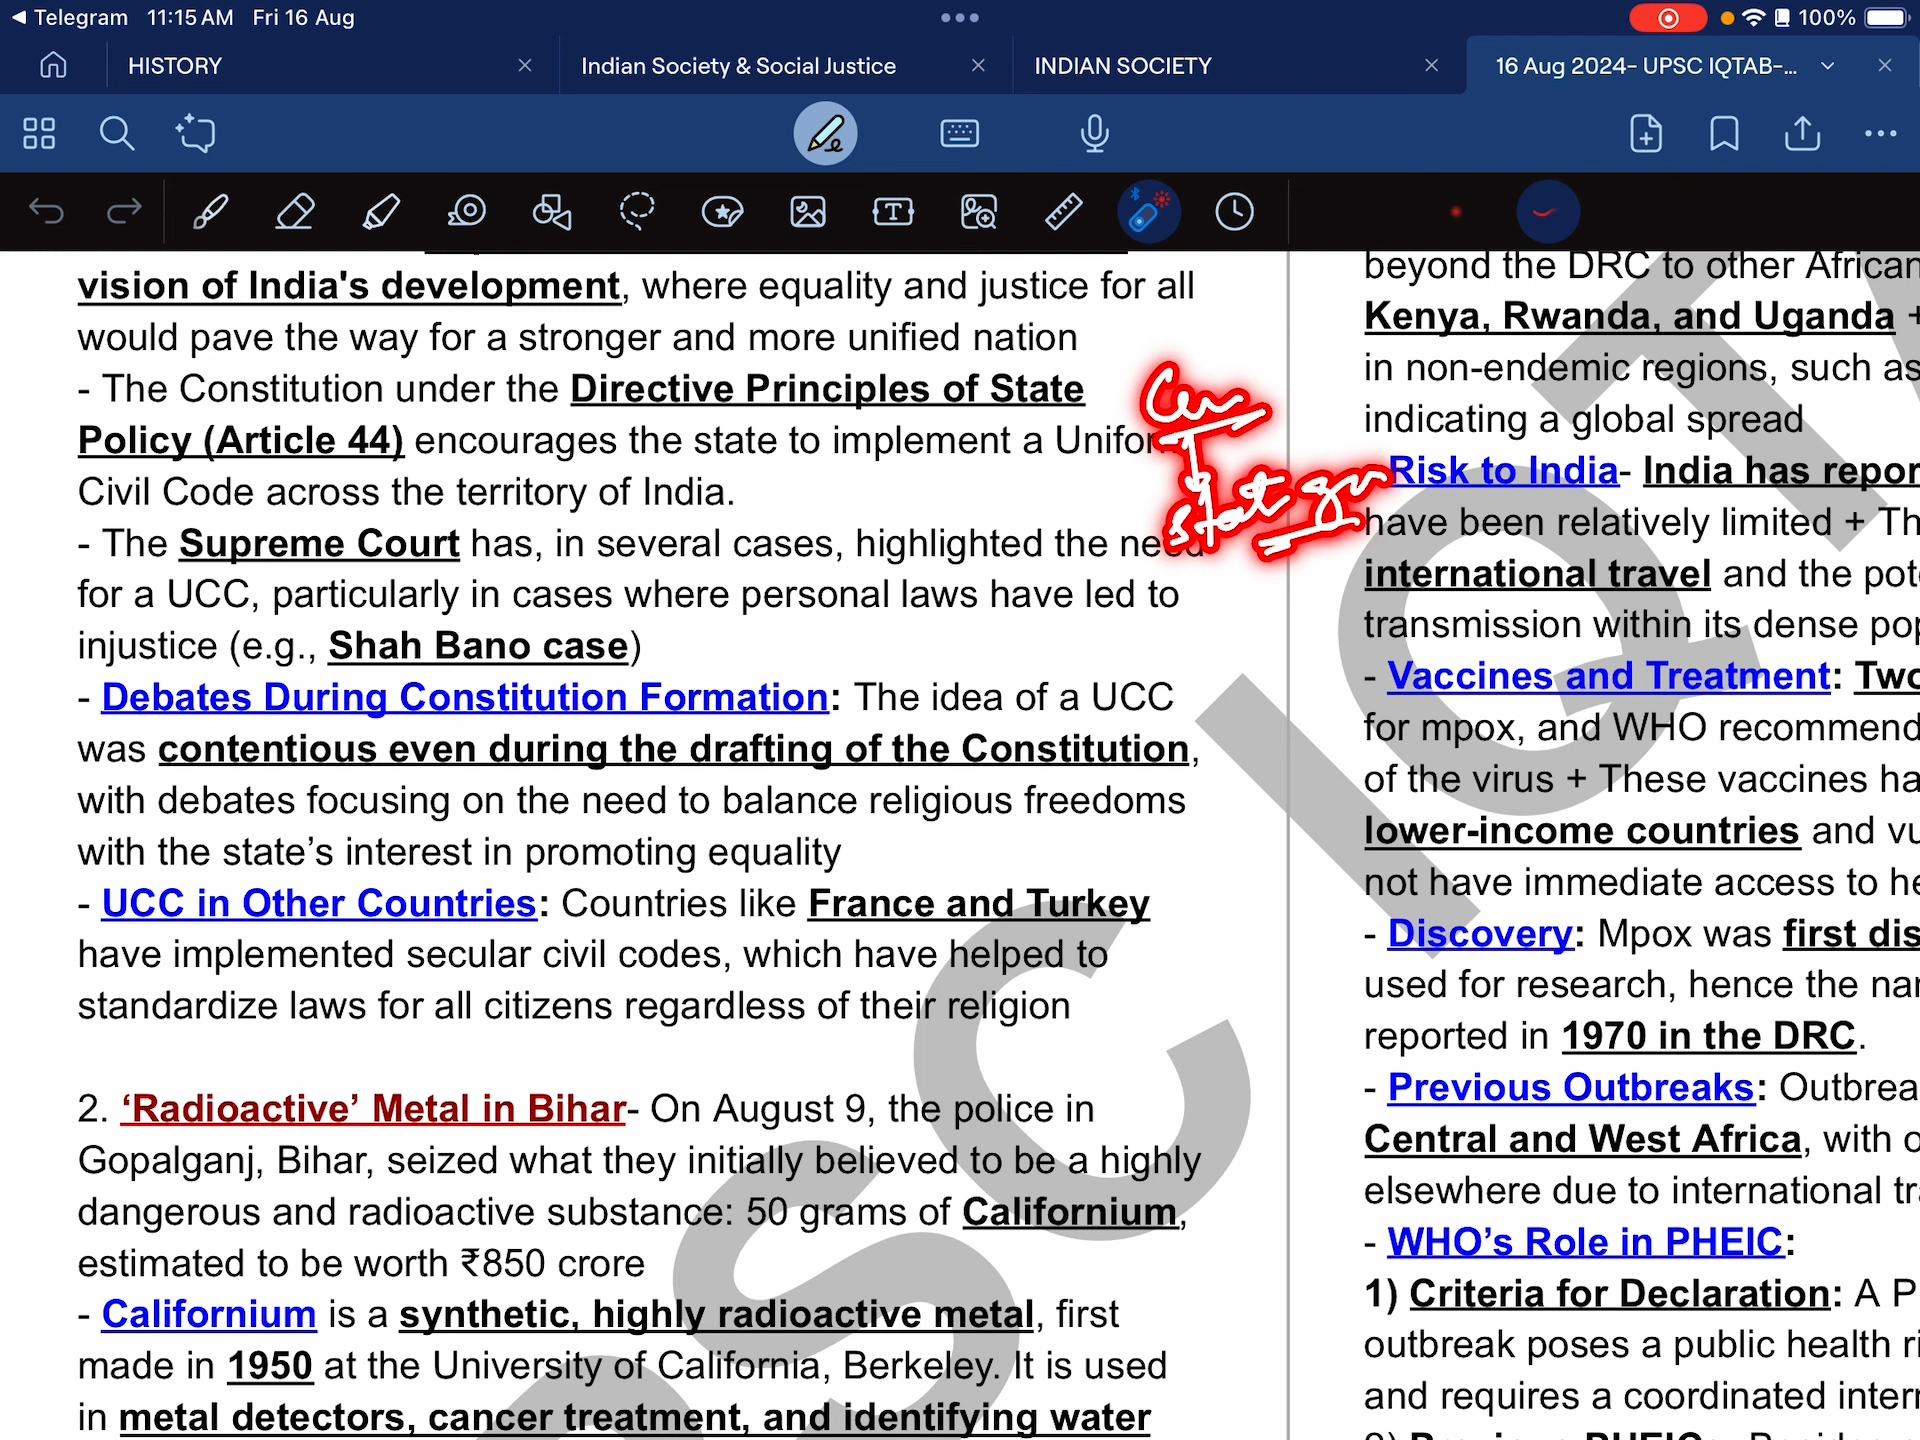 Telegram 11:15 AM Fri 16 Aug
100%
HISTORY
Indian Society & Social Justice
INDIAN SOCIETY
16 Aug 2024- UPSC IQTAB-...
vision of India's development, where equality and justice for all
would pave the way for a stronger and more unified nation
- The Constitution under the Directive Principles of State
Policy (Article 44) encourages the state to implement a Unifor
Civil Code across the territory of India.
- The Supreme Court has, in several cases, highlighted the need
for a UCC, particularly in cases where personal laws have led to
injustice (e.g., Shah Bano case)
- Debates During Constitution Formation: The idea of a UCC
was contentious even during the drafting of the Constitution,
with debates focusing on the need to balance religious freedoms
with the state’s interest in promoting equality
- UCC in Other Countries: Countries like France and Turkey
have implemented secular civil codes, which have helped to
standardize laws for all citizens regardless of their religion
2. ‘Radioactive’ Metal in Bihar- On August 9, the police in
Gopalganj, Bihar, seized what they initially believed to be a highly
dangerous and radioactive substance: 50 grams of Californium,
estimated to be worth ₹850 crore
- Californium is a synthetic, highly radioactive metal, first
made in 1950 at the University of California, Berkeley. It is used
in metal detectors, cancer treatment, and identifying water
beyond the DRC to other African
Kenya, Rwanda, and Uganda +
in non-endemic regions, such as
indicating a global spread
Risk to India- India has repor
have been relatively limited + Th
international travel and the pote
transmission within its dense pop
- Vaccines and Treatment: Two
for mpox, and WHO recommend
of the virus + These vaccines ha
lower-income countries and vu
not have immediate access to he
- Discovery: Mpox was first dis
used for research, hence the nar
reported in 1970 in the DRC.
- Previous Outbreaks: Outbrea
Central and West Africa, with o
elsewhere due to international tra
- WHO’s Role in PHEIC:
1) Criteria for Declaration: A P
outbreak poses a public health ri
and requires a coordinated intern